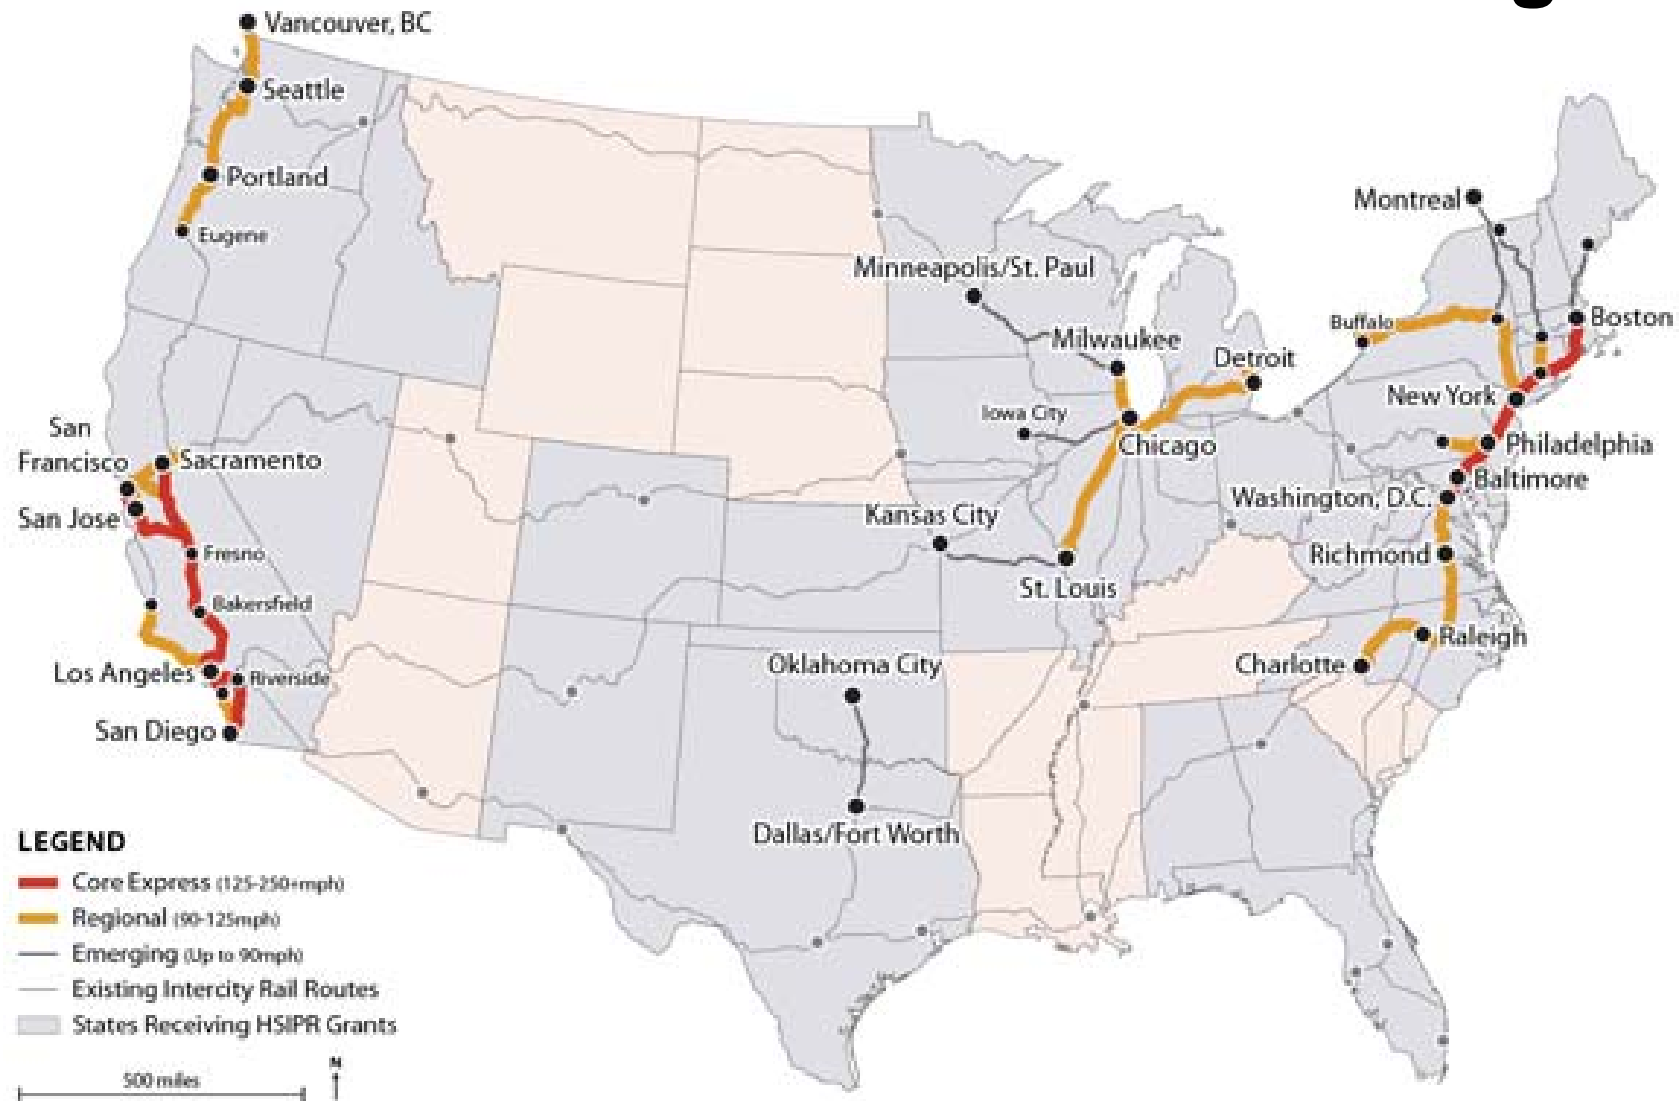 Vancouver, BC
Seattle
Portland
Eugene
Montreal
Minneapolis/St. Paul
Buffalo
Boston
Milwaukee
Detroit
New York
Iowa City
Chicago
Philadelphia
San
Francisco
Sacramento
Baltimore
Washington, D.C.
San Jose
Kansas City
Fresno
Richmond
St. Louis
Bakersfield
Raleigh
Los Angeles
Riverside
Oklahoma City
Charlotte
San Diego
Dallas/Fort Worth
LEGEND
Core Express (125-250+mph)
Regional (90-125mph)
Emerging (Up to 90mph)
Existing Intercity Rail Routes
States Receiving HSIPR Grants
500 miles
N